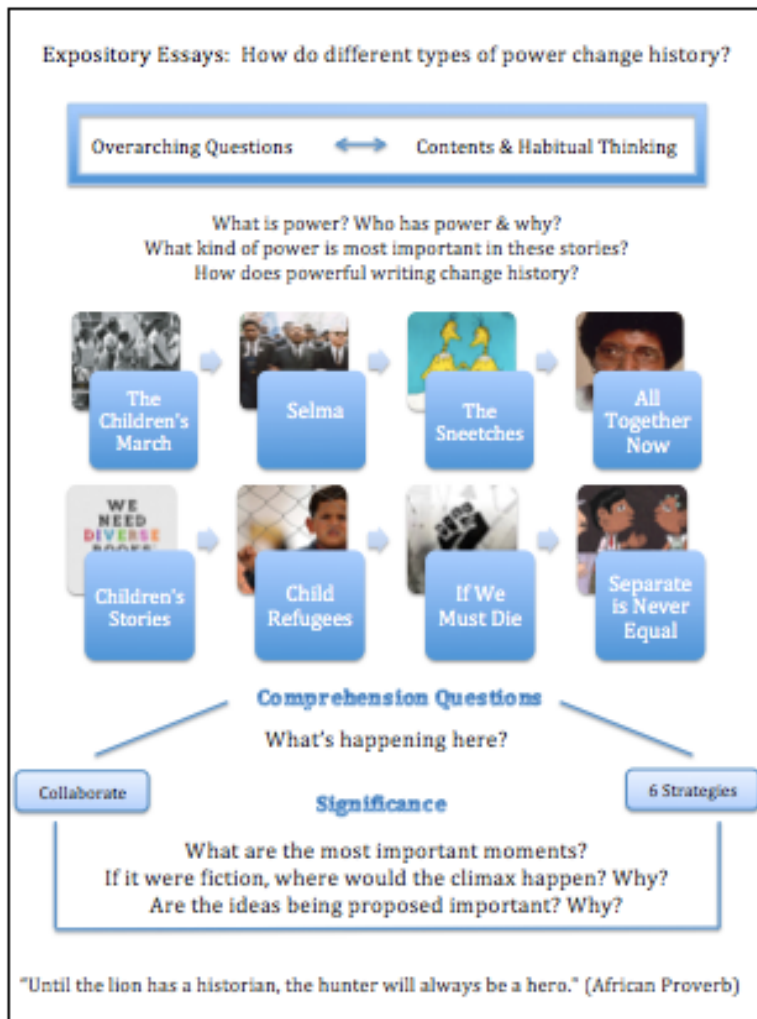 Expository Essays: How do different types of power change history?
Overarching Questions
Contents & Habitual Thinking
What is power? Who has power & why?
What kind of power is most important in these stories?
How does powerful writing change history?
The
Children's
March
Selma
The
Sneetches
All
Together
Now
WE
NEED
DIVERSE
BOOKS
Children's
Stories
Child
Refugees
If We
Must Die
Separate
is Never
Equal
Comprehension Questions
What's happening here?
Collaborate
6 Strategies
Significance
What are the most important moments?
If it were fiction, where would the climax happen? Why?
Are the ideas being proposed important? Why?
"Until the lion has a historian, the hunter will always be a hero." (African Proverb)